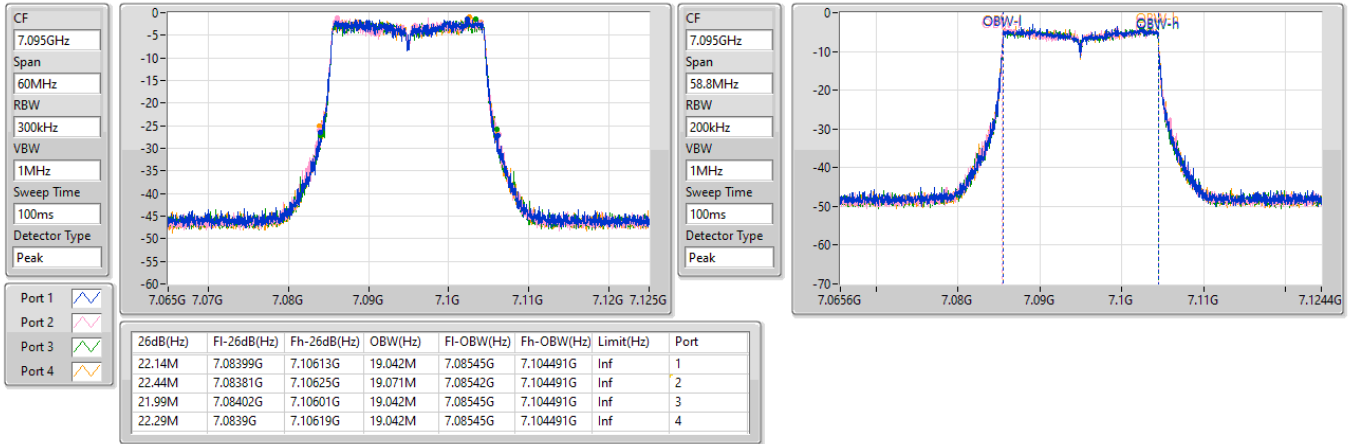 CF
7.095GHz
Span
60MHz
RBW
300kHz
VBW
1MHz
Sweep Time
100ms
Detector Type
Peak
0-
-5-
-10-
-15-
-20-
-25-
-30-
-35-
-40-
-45-
-50-
-55-
-60-
7.065G 7.07G 7.08G 7.09G 7.1G 7.11G 7.12G 7.125G
CF
7.095GHz
Span
58.8MHz
RBW
200kHz
VBW
1MHz
Sweep Time
100ms
Detector Type
Peak
OBW-l OBW-h
0-
-10-
-20-
-30-
-40-
-50-
-60-
-70-
7.0656G 7.08G 7.09G 7.1G 7.11G 7.1244G
Port 1
Port 2
Port 3
Port 4
26dB(Hz) Fl-26dB(Hz) Fh-26dB(Hz) OBW(Hz) Fl-OBW(Hz) Fh-OBW(Hz) Limit(Hz) Port
22.14M 7.08399G 7.10613G 19.042M 7.08545G 7.104491G Inf 1
22.44M 7.08381G 7.10625G 19.071M 7.08542G 7.104491G Inf 2
21.99M 7.08402G 7.10601G 19.042M 7.08545G 7.104491G Inf 3
22.29M 7.0839G 7.10619G 19.042M 7.08545G 7.104491G Inf 4